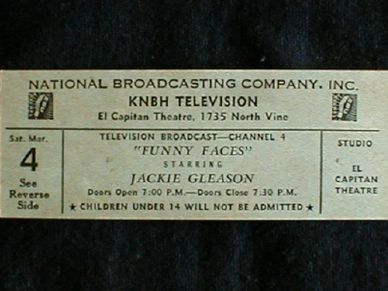 NATIONAL BROADCASTING COMPANY, INC.
KNBH TELEVISION
El Capitan Theatre, 1735 North Vine
Sat. Mar.
4
See
Reverse
Side
TELEVISION BROADCAST—CHANNEL 4
"FUNNY FACES"
STARRING
JACKIE GLEASON
Doors Open 7:00 P.M.—Doors Close 7:30 P.M.
★ CHILDREN UNDER 14 WILL NOT BE ADMITTED ★
STUDIO
EL
CAPITAN
THEATRE